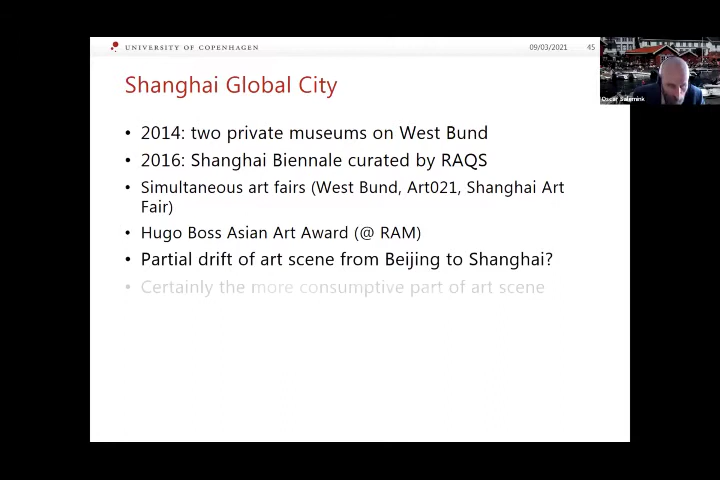 UNIVERSITY OF COPENHAGEN
09/03/2021
45
Shanghai Global City
• 2014: two private museums on West Bund
• 2016: Shanghai Biennale curated by RAQS
• Simultaneous art fairs (West Bund, Art021, Shanghai Art
Fair)
• Hugo Boss Asian Art Award (@ RAM)
• Partial drift of art scene from Beijing to Shanghai?
• Certainly the more consumptive part of art scene
Oscar Salemink